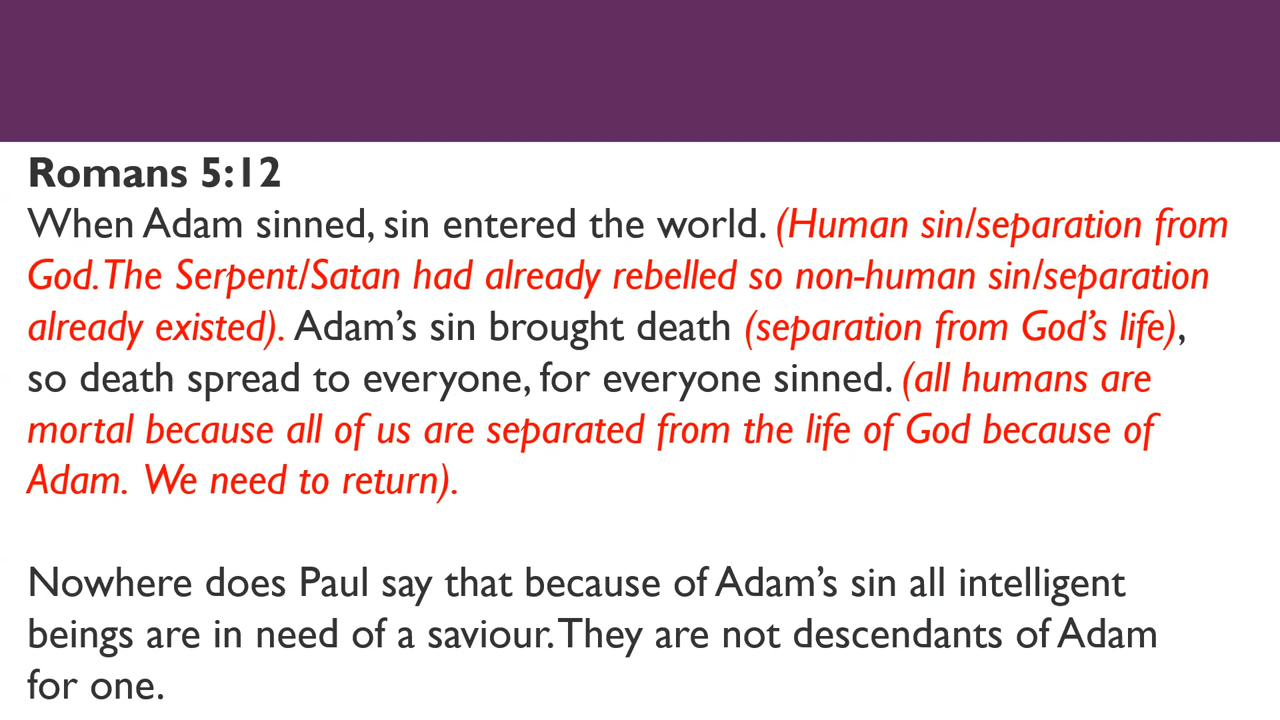 Romans 5:12
When Adam sinned, sin entered the world. (Human sin/separation from
God. The Serpent/Satan had already rebelled so non-human sin/separation
already existed). Adam’s sin brought death (separation from God’s life),
so death spread to everyone, for everyone sinned. (all humans are
mortal because all of us are separated from the life of God because of
Adam. We need to return).
Nowhere does Paul say that because of Adam’s sin all intelligent
beings are in need of a saviour. They are not descendants of Adam
for one.